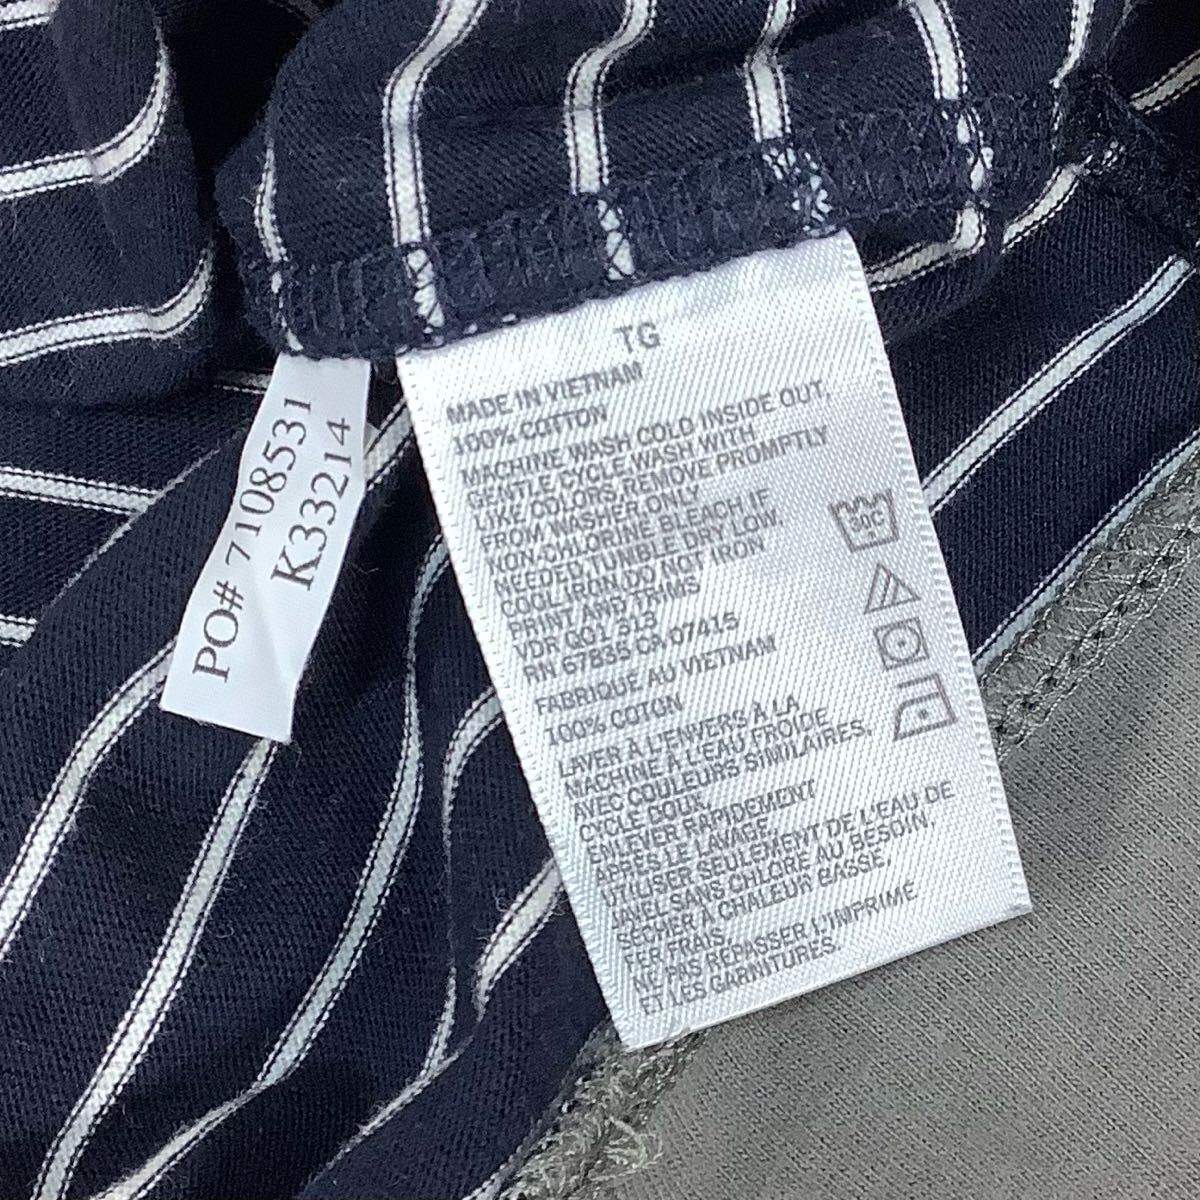 PO# 7108531
K33214
TG
MADE IN VIETNAM
100% COTTON
MACHINE WASH COLD INSIDE OUT,
GENTLE CYCLE,WASH WITH
LIKE COLORS,REMOVE PROMPTLY
FROM WASHER,ONLY
NON-CHLORINE BLEACH,IF
NEEDED,TUMBLE DRY LOW,
COOL IRON,DO NOT IRON
PRINT AND TRIMS
VDR GQ1 313
RN 67835 CA 07415
FABRIQUE AU VIETNAM
100% COTON
LAVER À L'ENVERS À LA
MACHINE À L'EAU FROIDE
AVEC COULEURS SIMILAIRES,
CYCLE DOUX,
ENLEVER RAPIDEMENT
APRÈS LE LAVAGE,
UTILISER SEULEMENT DE L'EAU DE
JAVEL SANS CHLORE AU BESOIN,
SÉCHER À CHALEUR BASSE,
FER FRAIS,
NE PAS REPASSER L'IMPRIMÉ
ET LES GARNITURES.
30C